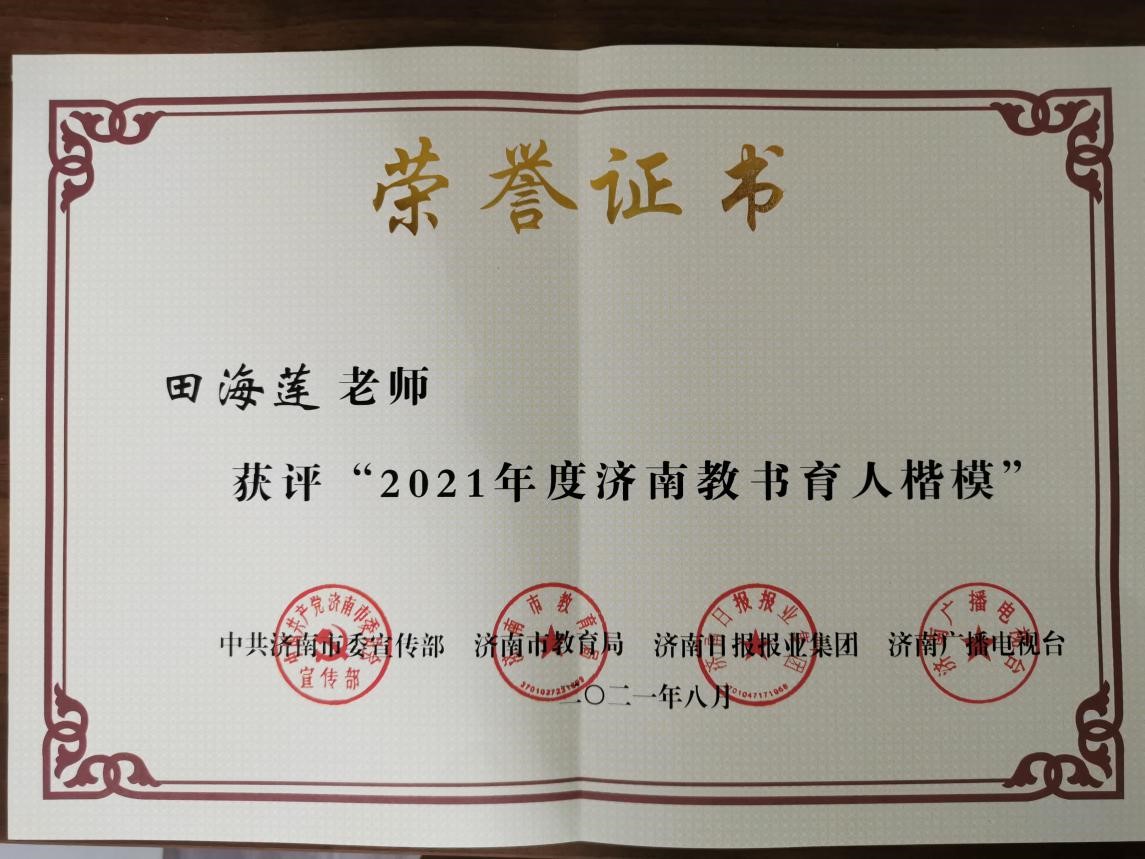 荣誉证书
田海莲 老师
获评“2021年度济南教书育人楷模”
中共济南市委宣传部 济南市教育局 济南日报报业集团 济南广播电视台
二〇二一年八月
宣传部